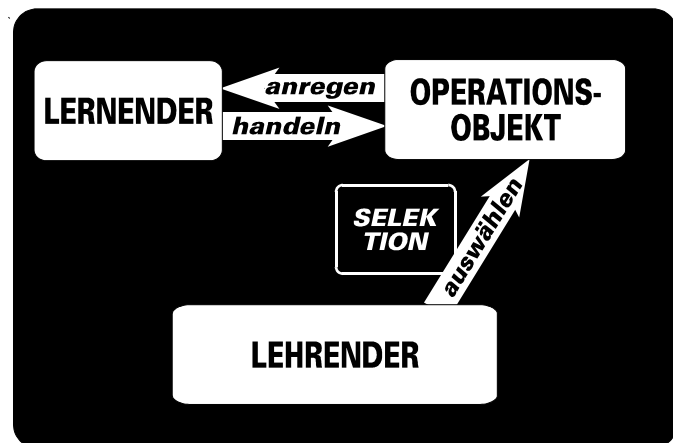 LERNENDER
anregen
handeln
OPERATIONS-
OBJEKT
SELEK
TION
auswählen
LEHRENDER